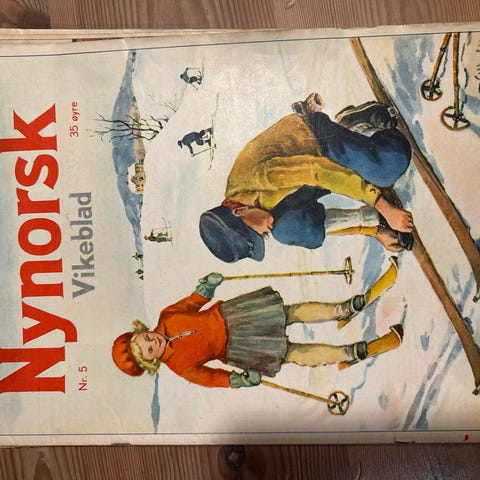 Nynorsk
Vikeblad
Nr. 5
35 øyre